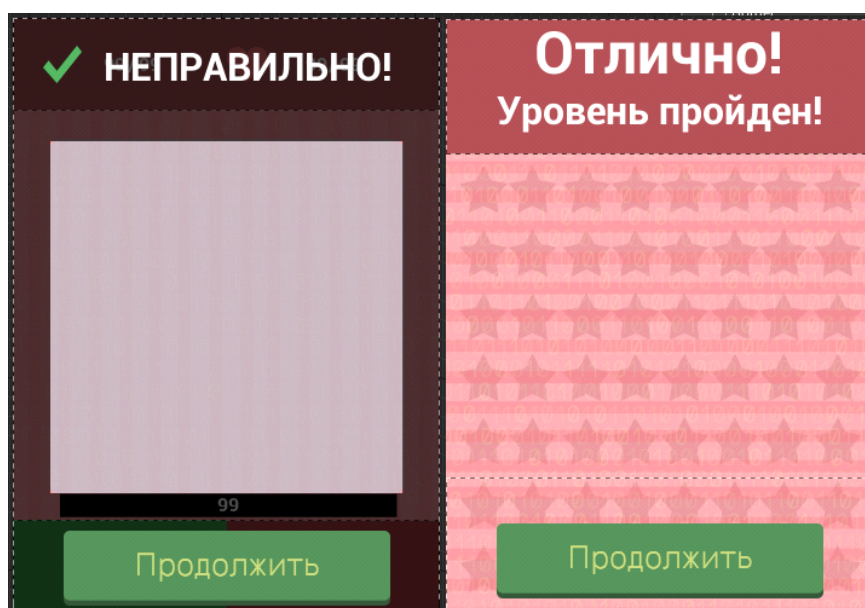 НЕПРАВИЛЬНО!
99
Продолжить
Отлично!
Уровень пройден!
Продолжить